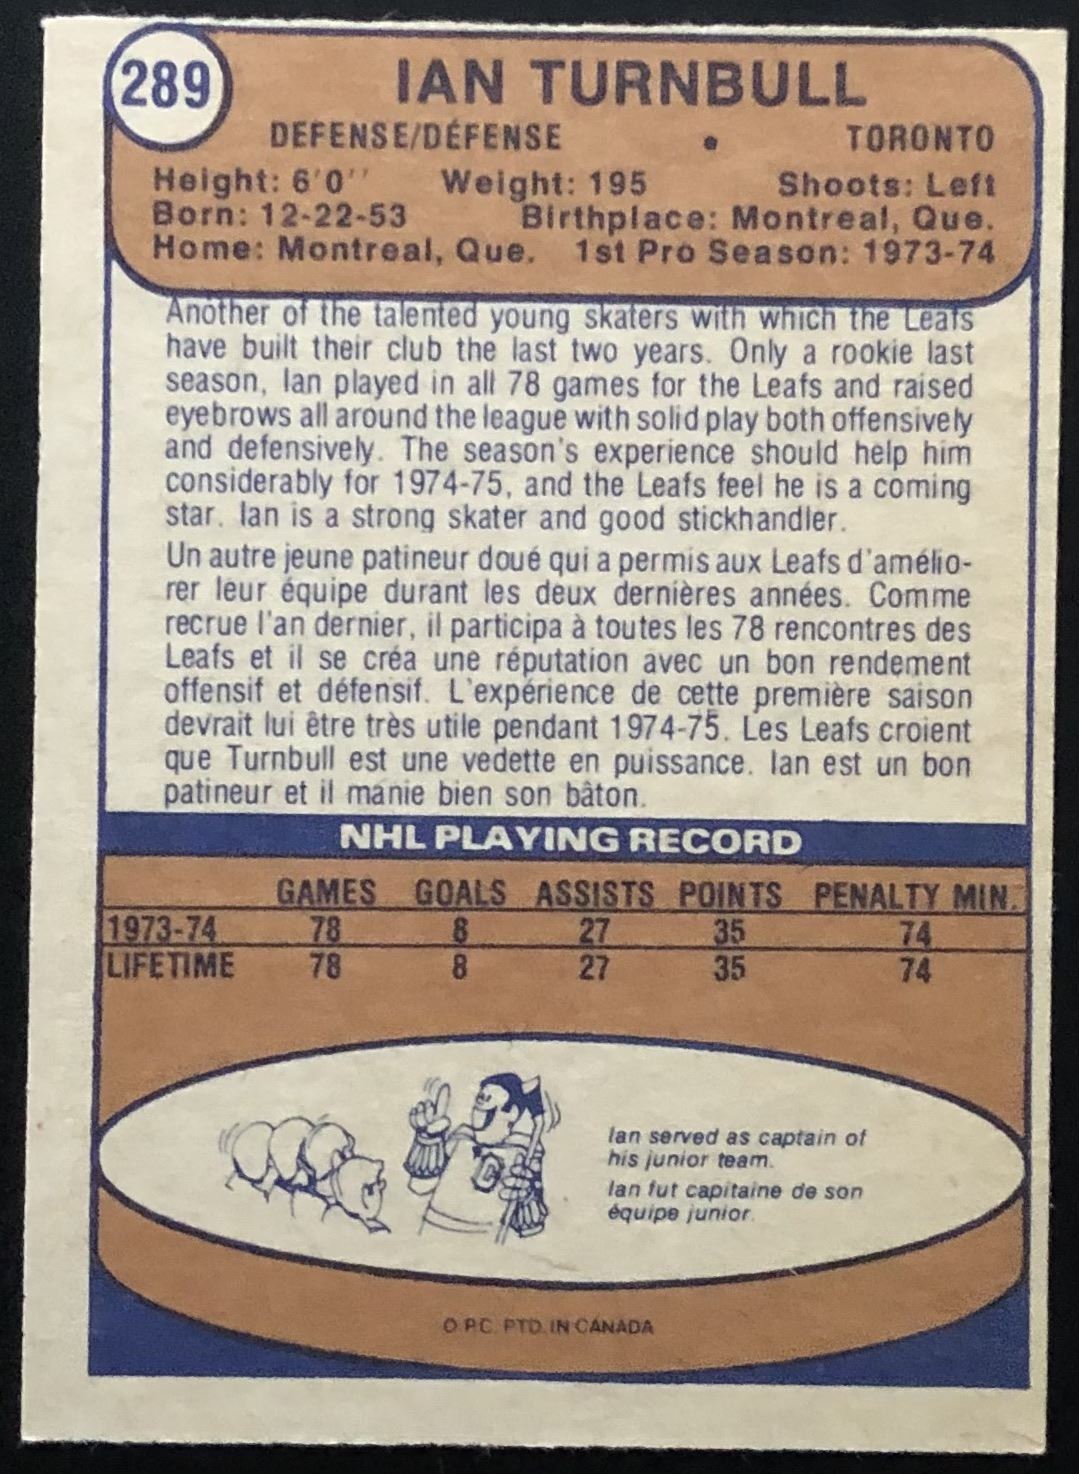 289
IAN TURNBULL
DEFENSE/DÉFENSE • TORONTO
Height: 6'0'' Weight: 195 Shoots: Left
Born: 12-22-53 Birthplace: Montreal, Que.
Home: Montreal, Que. 1st Pro Season: 1973-74
Another of the talented young skaters with which the Leafs
have built their club the last two years. Only a rookie last
season, Ian played in all 78 games for the Leafs and raised
eyebrows all around the league with solid play both offensively
and defensively. The season's experience should help him
considerably for 1974-75, and the Leafs feel he is a coming
star. Ian is a strong skater and good stickhandler.
Un autre jeune patineur doué qui a permis aux Leafs d'amélio-
rer leur équipe durant les deux dernières années. Comme
recrue l'an dernier, il participa à toutes les 78 rencontres des
Leafs et il se créa une réputation avec un bon rendement
offensif et défensif. L'expérience de cette première saison
devrait lui être très utile pendant 1974-75. Les Leafs croient
que Turnbull est une vedette en puissance. Ian est un bon
patineur et il manie bien son bâton.
NHL PLAYING RECORD
GAMES GOALS ASSISTS POINTS PENALTY MIN.
1973-74 78 8 27 35 74
LIFETIME 78 8 27 35 74
C
Ian served as captain of
his junior team.
Ian fut capitaine de son
équipe junior.
O.P.C. PTD. IN CANADA